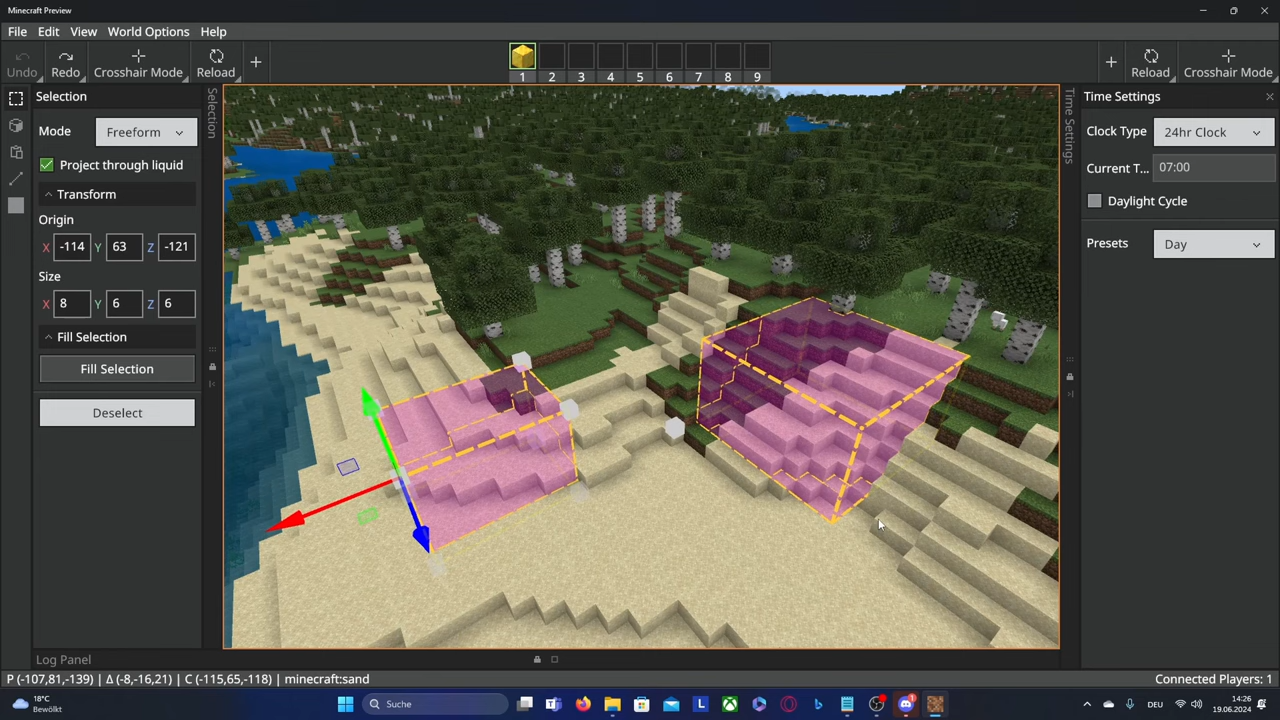 Minecraft Preview
File Edit View World Options Help
Undo Redo Crosshair Mode Reload
1 2 3 4 5 6 7 8 9
Reload Crosshair Mode
Selection
Mode Freeform
Project through liquid
Transform
Origin
X -114 Y 63 Z -121
Size
X 8 Y 6 Z 6
Fill Selection
Fill Selection
Deselect
Selection
Time Settings
Time Settings
Clock Type 24hr Clock
Current T... 07:00
Daylight Cycle
Presets Day
Log Panel
P (-107,81,-139) | Δ (-8,-16,21) | C (-115,65,-118) | minecraft:sand
Connected Players: 1
18°C
Bewölkt
Suche
DEU
14:26
19.06.2024